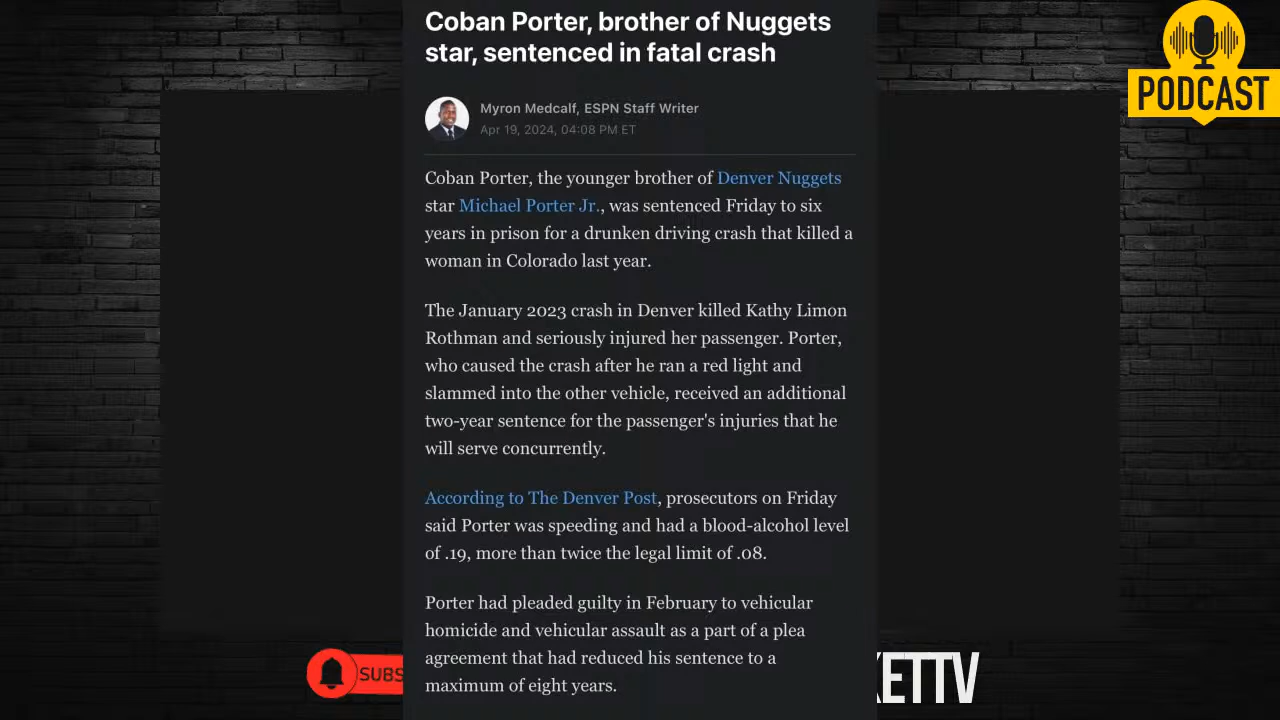 Coban Porter, brother of Nuggets
star, sentenced in fatal crash
Myron Medcalf, ESPN Staff Writer
Apr 19, 2024, 04:08 PM ET
Coban Porter, the younger brother of Denver Nuggets
star Michael Porter Jr., was sentenced Friday to six
years in prison for a drunken driving crash that killed a
woman in Colorado last year.
The January 2023 crash in Denver killed Kathy Limon
Rothman and seriously injured her passenger. Porter,
who caused the crash after he ran a red light and
slammed into the other vehicle, received an additional
two-year sentence for the passenger's injuries that he
will serve concurrently.
According to The Denver Post, prosecutors on Friday
said Porter was speeding and had a blood-alcohol level
of .19, more than twice the legal limit of .08.
Porter had pleaded guilty in February to vehicular
homicide and vehicular assault as a part of a plea
agreement that had reduced his sentence to a
maximum of eight years.
PODCAST
SUBS
KETTV